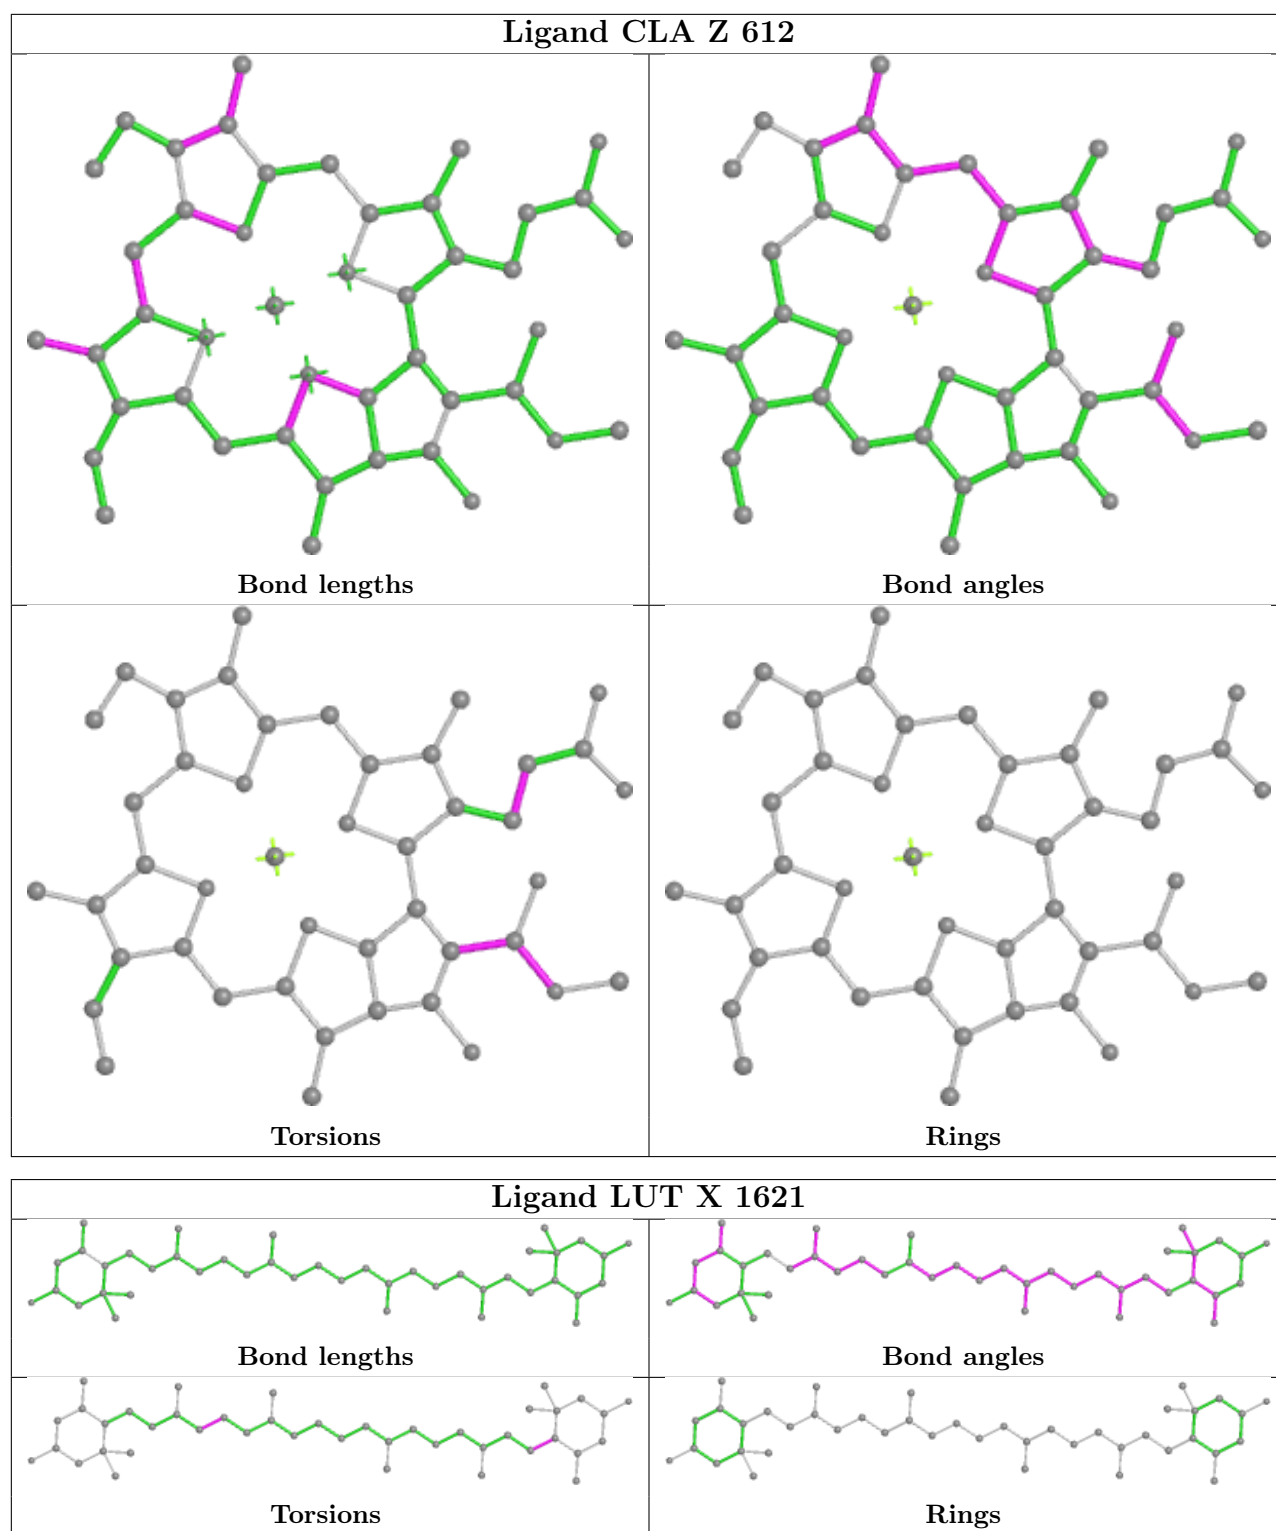 Ligand CLA Z 612
Bond lengths
Bond angles
Torsions
Rings
Ligand LUT X 1621
Bond lengths
Bond angles
Torsions
Rings